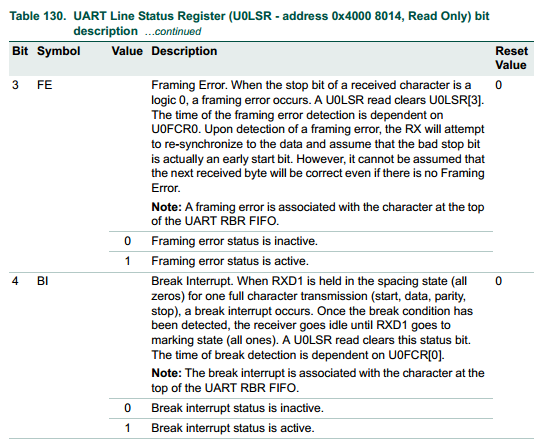 Table 130. UART Line Status Register (U0LSR - address 0x4000 8014, Read Only) bit
description …continued
Bit Symbol Value Description Reset
Value
3 FE Framing Error. When the stop bit of a received character is a 0
logic 0, a framing error occurs. A U0LSR read clears U0LSR[3].
The time of the framing error detection is dependent on
U0FCR0. Upon detection of a framing error, the RX will attempt
to re-synchronize to the data and assume that the bad stop bit
is actually an early start bit. However, it cannot be assumed that
the next received byte will be correct even if there is no Framing
Error.
Note: A framing error is associated with the character at the top
of the UART RBR FIFO.
0 Framing error status is inactive.
1 Framing error status is active.
4 BI Break Interrupt. When RXD1 is held in the spacing state (all 0
zeros) for one full character transmission (start, data, parity,
stop), a break interrupt occurs. Once the break condition has
been detected, the receiver goes idle until RXD1 goes to
marking state (all ones). A U0LSR read clears this status bit.
The time of break detection is dependent on U0FCR[0].
Note: The break interrupt is associated with the character at the
top of the UART RBR FIFO.
0 Break interrupt status is inactive.
1 Break interrupt status is active.